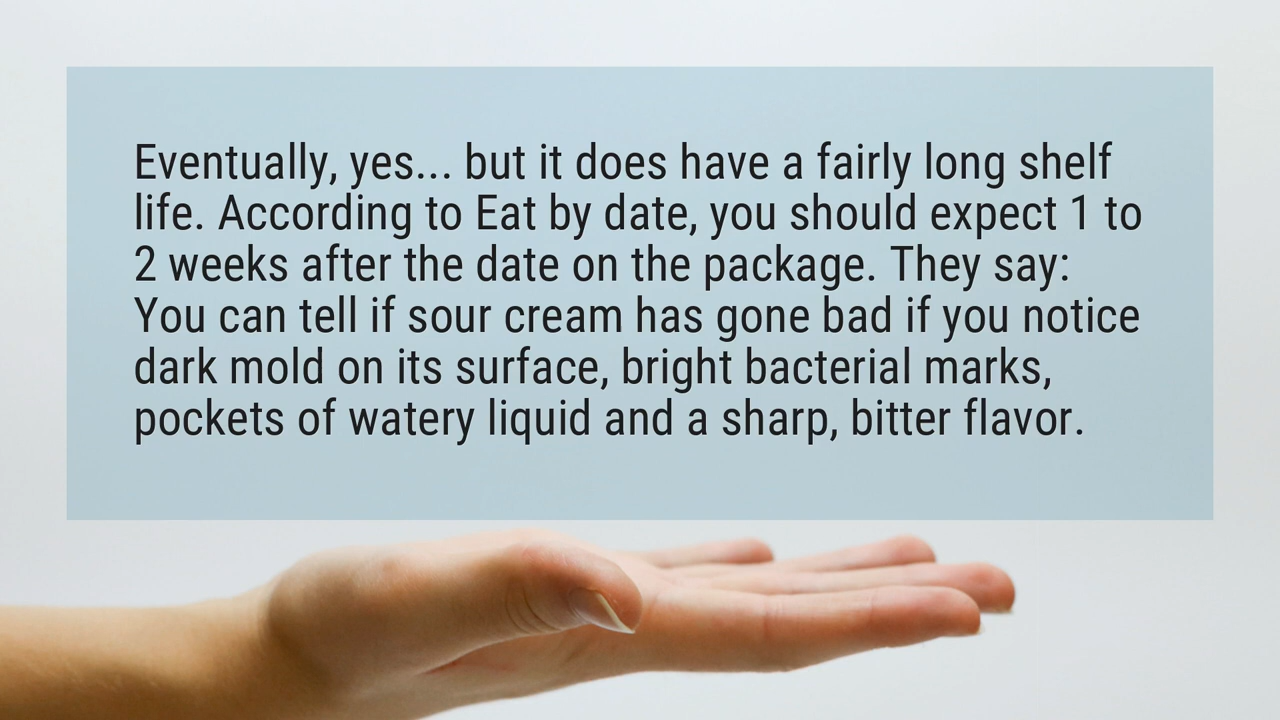 Eventually, yes... but it does have a fairly long shelf
life. According to Eat by date, you should expect 1 to
2 weeks after the date on the package. They say:
You can tell if sour cream has gone bad if you notice
dark mold on its surface, bright bacterial marks,
pockets of watery liquid and a sharp, bitter flavor.